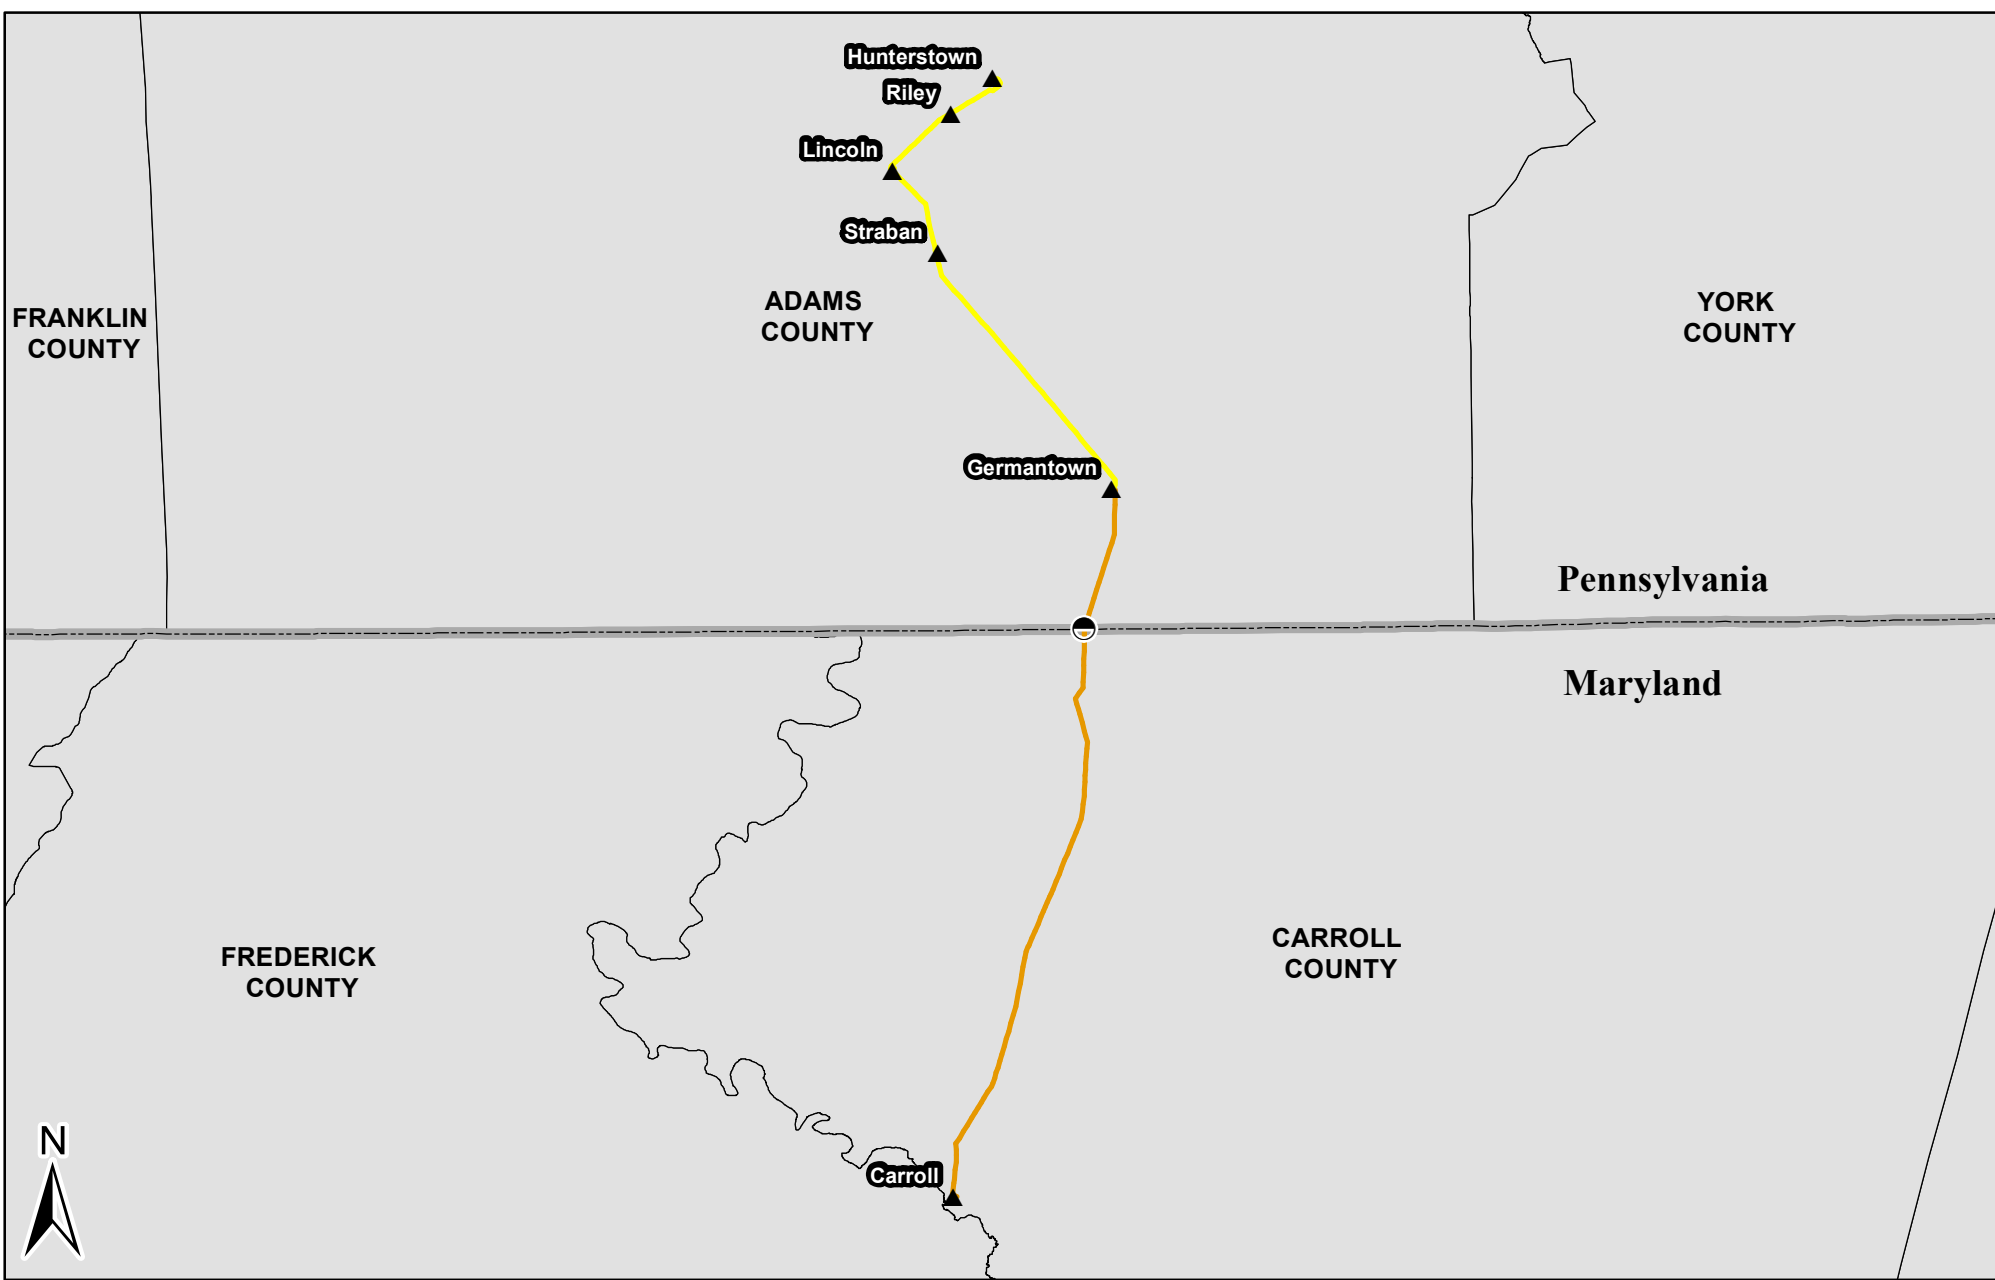 Hunterstown
Riley
Lincoln
Straban
FRANKLIN
COUNTY
ADAMS
COUNTY
YORK
COUNTY
Germantown
Pennsylvania
Maryland
FREDERICK
COUNTY
CARROLL
COUNTY
N
Carroll